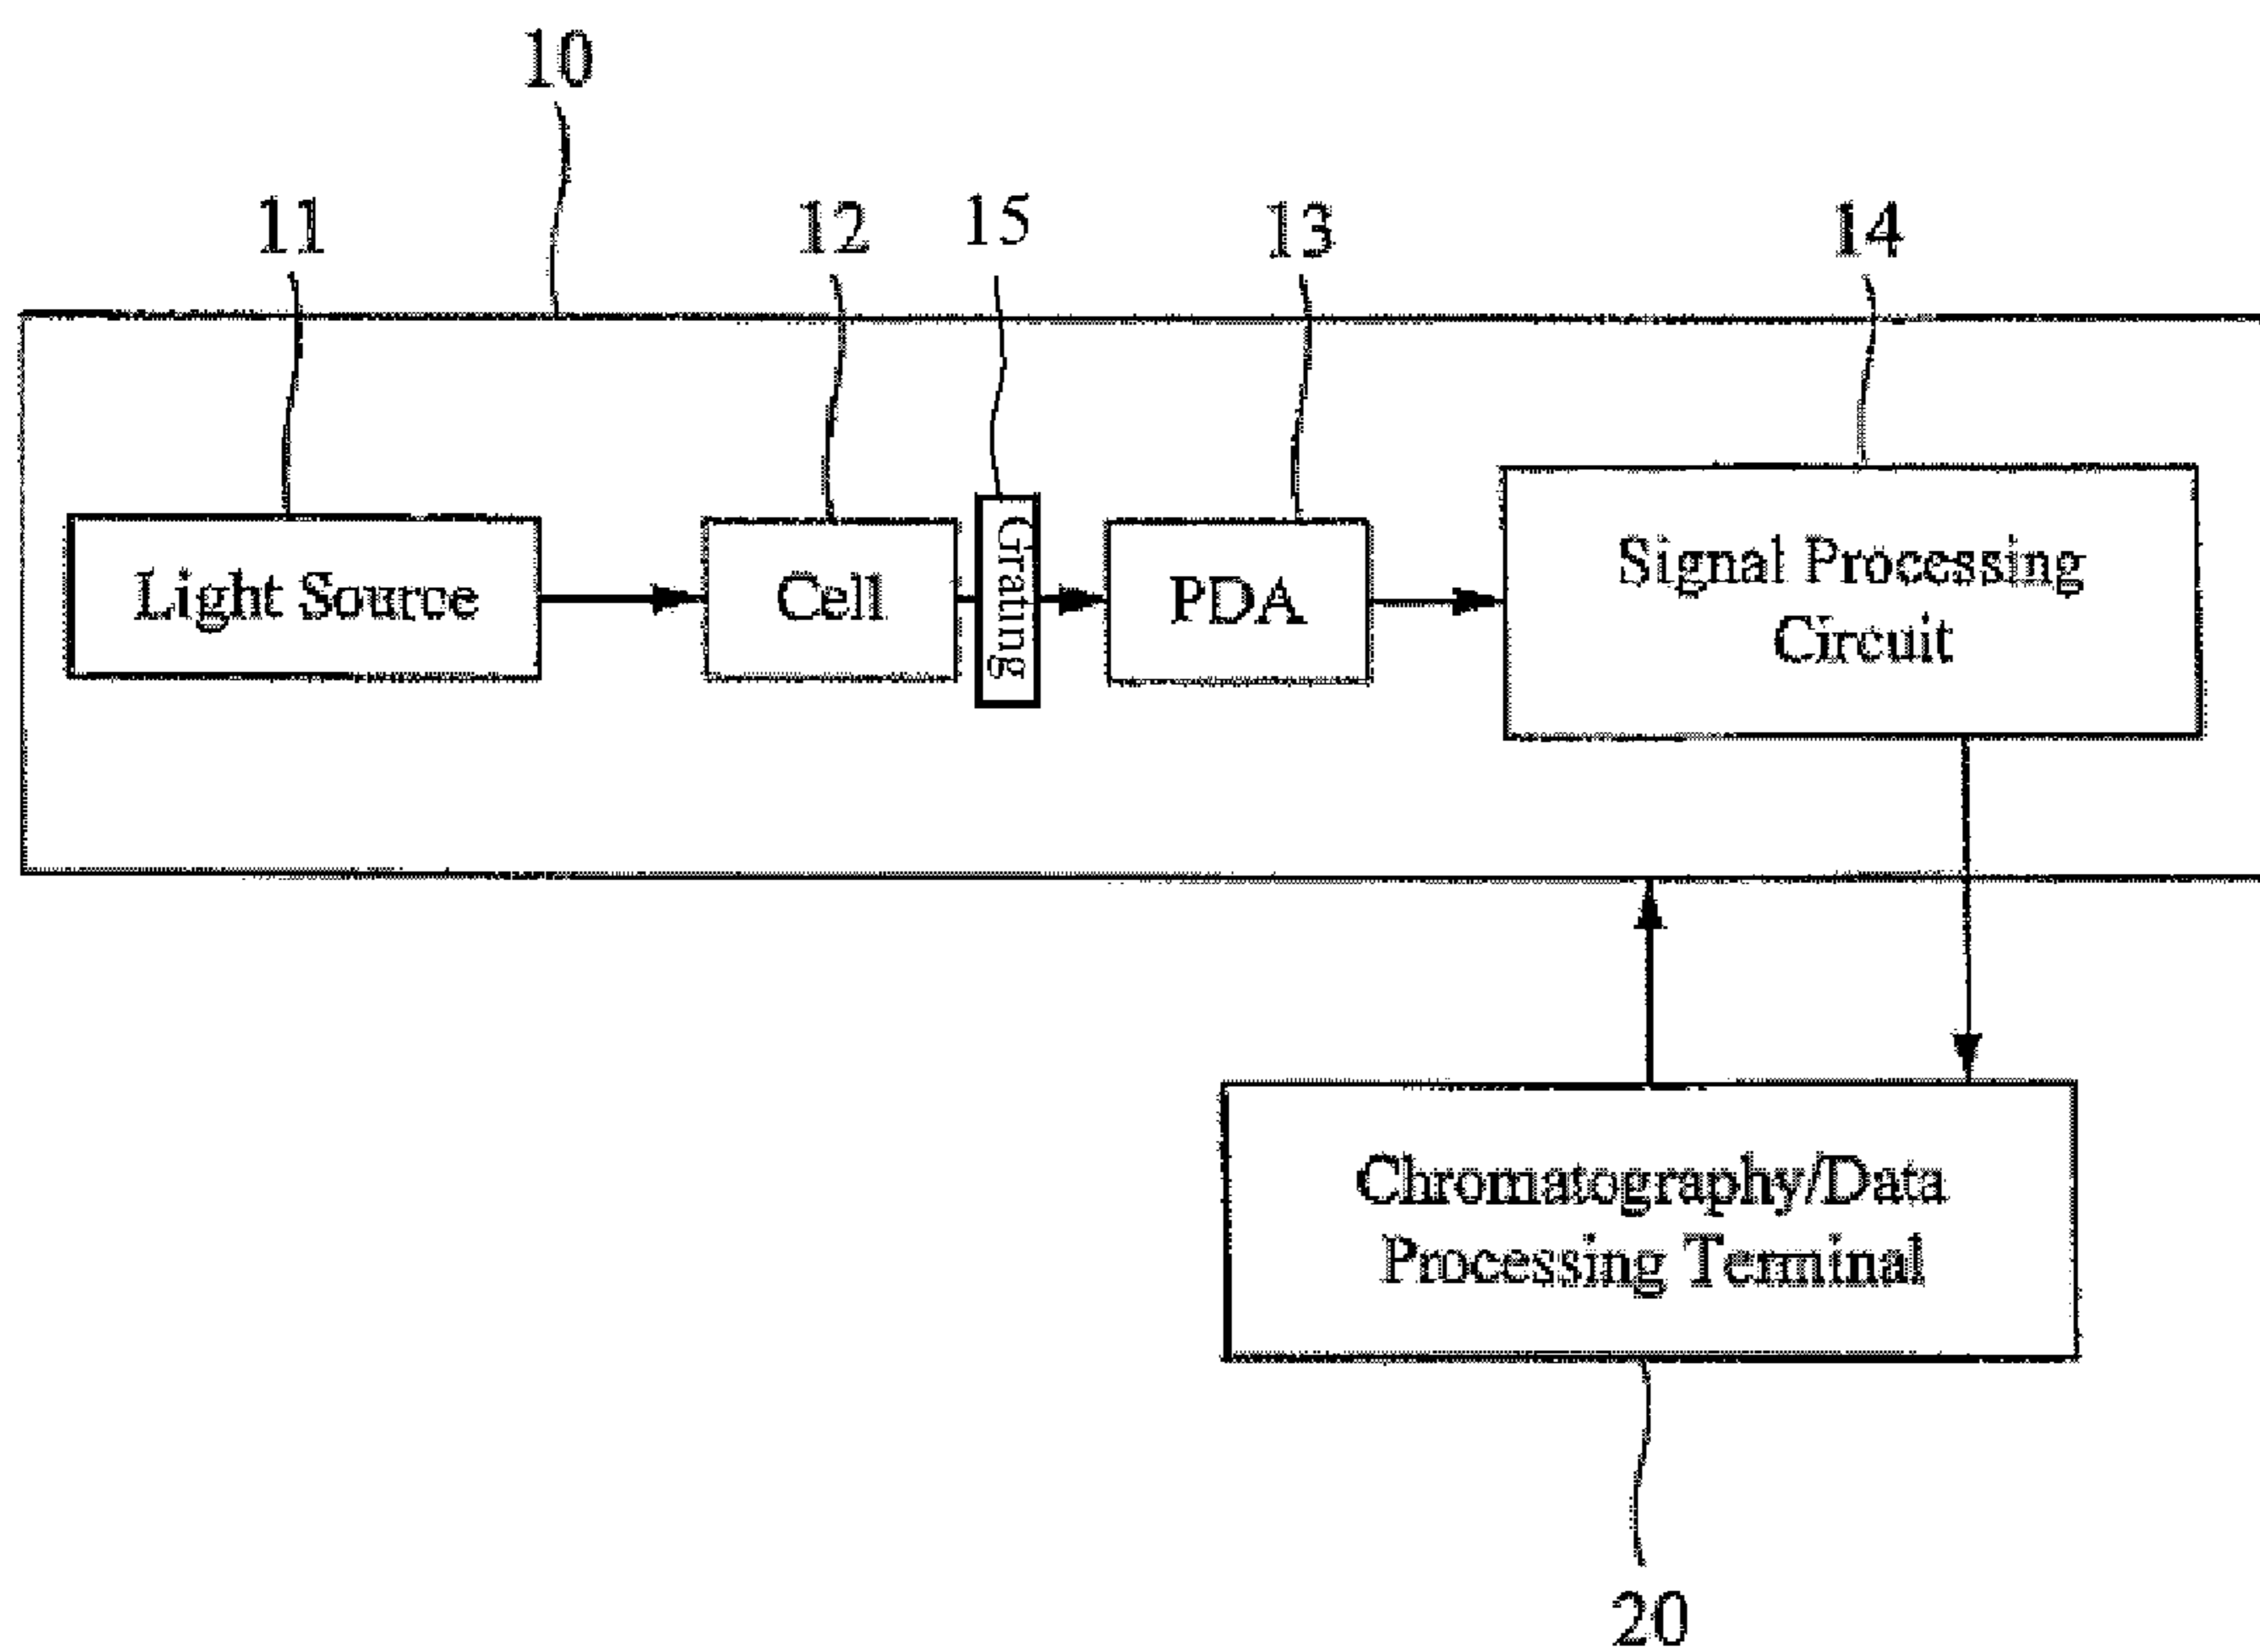 10
11
12
15
13
14
Light Source
Cell
Grating
PDA
Signal Processing
Circuit
Chromatography/Data
Processing Terminal
20